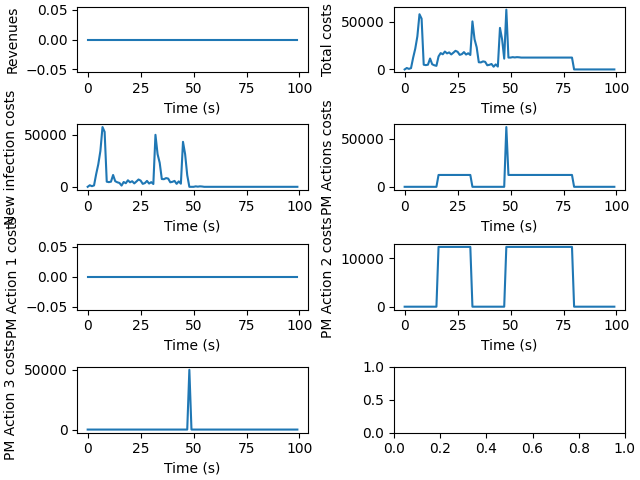 Revenues
0.05
0.00
−0.05
0 25 50 75 100
Time (s)
Total costs
50000
0
0 25 50 75 100
Time (s)
New infection costs
50000
0
0 25 50 75 100
Time (s)
PM Actions costs
50000
0
0 25 50 75 100
Time (s)
PM Action 1 costs
0.05
0.00
−0.05
0 25 50 75 100
Time (s)
PM Action 2 costs
10000
0
0 25 50 75 100
Time (s)
PM Action 3 costs
50000
0
0 25 50 75 100
Time (s)
1.0
0.5
0.0
0.0 0.2 0.4 0.6 0.8 1.0